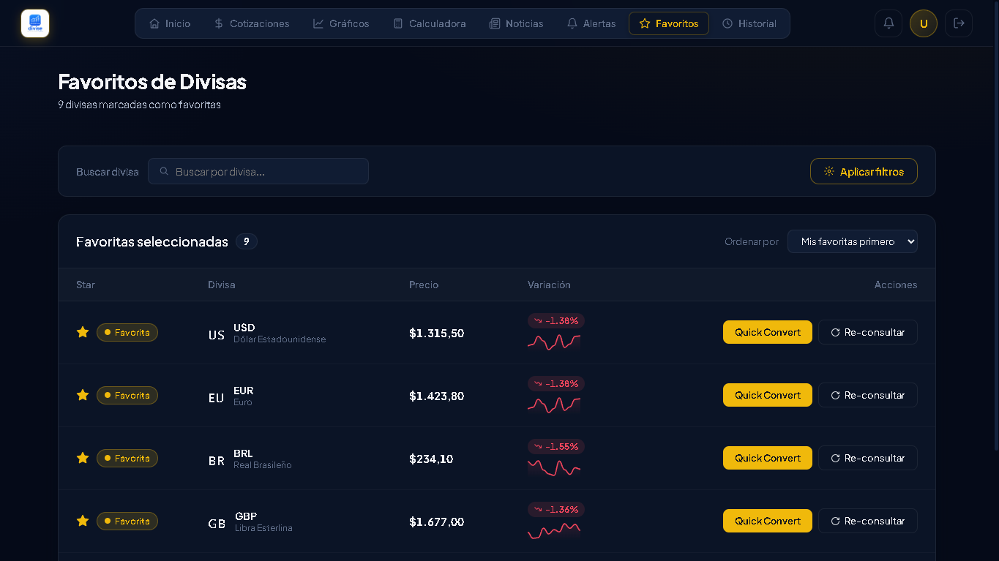 divise
Inicio
Cotizaciones
Gráficos
Calculadora
Noticias
Alertas
Favoritos
Historial
U
Favoritos de Divisas
9 divisas marcadas como favoritas
Buscar divisa
Buscar por divisa...
Aplicar filtros
Favoritas seleccionadas 9
Ordenar por
Mis favoritas primero
Star Divisa Precio Variación Acciones
Favorita
US
USD
Dólar Estadounidense
$1.315,50
-1.38%
Quick Convert
Re-consultar
Favorita
EU
EUR
Euro
$1.423,80
-1.38%
Quick Convert
Re-consultar
Favorita
BR
BRL
Real Brasileño
$234,10
-1.55%
Quick Convert
Re-consultar
Favorita
GB
GBP
Libra Esterlina
$1.677,00
-1.36%
Quick Convert
Re-consultar